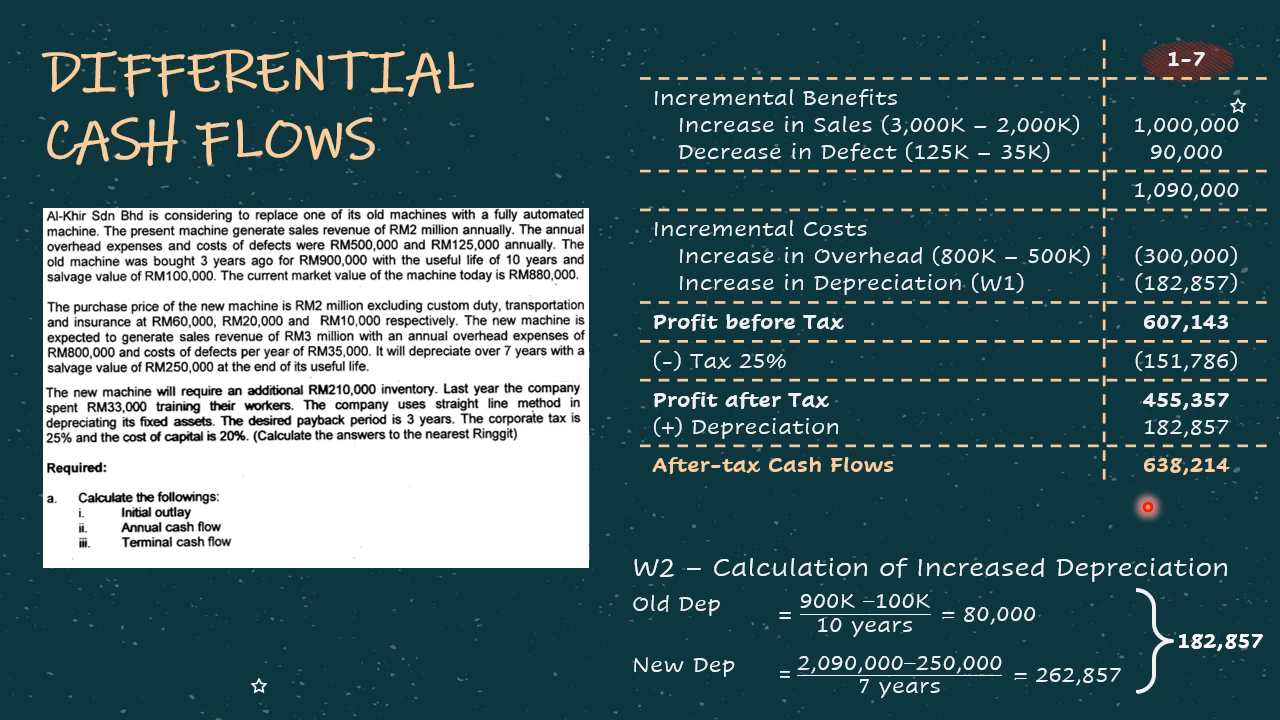 DIFFERENTIAL
CASH FLOWS
Al-Khir Sdn Bhd is considering to replace one of its old machines with a fully automated
machine. The present machine generate sales revenue of RM2 million annually. The annual
overhead expenses and costs of defects were RM500,000 and RM125,000 annually. The
old machine was bought 3 years ago for RM900,000 with the useful life of 10 years and
salvage value of RM100,000. The current market value of the machine today is RM880,000.
The purchase price of the new machine is RM2 million excluding custom duty, transportation
and insurance at RM60,000, RM20,000 and RM10,000 respectively. The new machine is
expected to generate sales revenue of RM3 million with an annual overhead expenses of
RM800,000 and costs of defects per year of RM35,000. It will depreciate over 7 years with a
salvage value of RM250,000 at the end of its useful life.
The new machine will require an additional RM210,000 inventory. Last year the company
spent RM33,000 training their workers. The company uses straight line method in
depreciating its fixed assets. The desired payback period is 3 years. The corporate tax is
25% and the cost of capital is 20%. (Calculate the answers to the nearest Ringgit)
Required:
a. Calculate the followings:
i. Initial outlay
ii. Annual cash flow
iii. Terminal cash flow
1-7
Incremental Benefits
Increase in Sales (3,000K – 2,000K) 1,000,000
Decrease in Defect (125K – 35K) 90,000
1,090,000
Incremental Costs
Increase in Overhead (800K – 500K) (300,000)
Increase in Depreciation (W1) (182,857)
Profit before Tax 607,143
(-) Tax 25% (151,786)
Profit after Tax 455,357
(+) Depreciation 182,857
After-tax Cash Flows 638,214
W2 – Calculation of Increased Depreciation
Old Dep = 900K –100K / 10 years = 80,000
New Dep = 2,090,000–250,000 / 7 years = 262,857
182,857